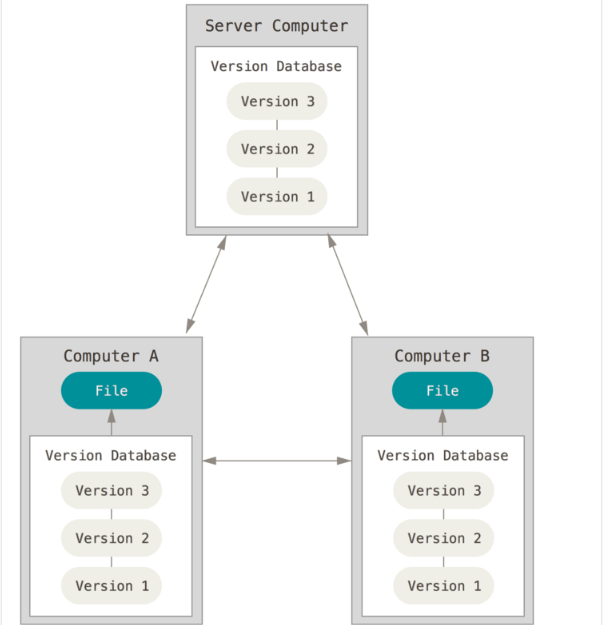 Server Computer
Version Database
Version 3
Version 2
Version 1
Computer A
File
Version Database
Version 3
Version 2
Version 1
Computer B
File
Version Database
Version 3
Version 2
Version 1